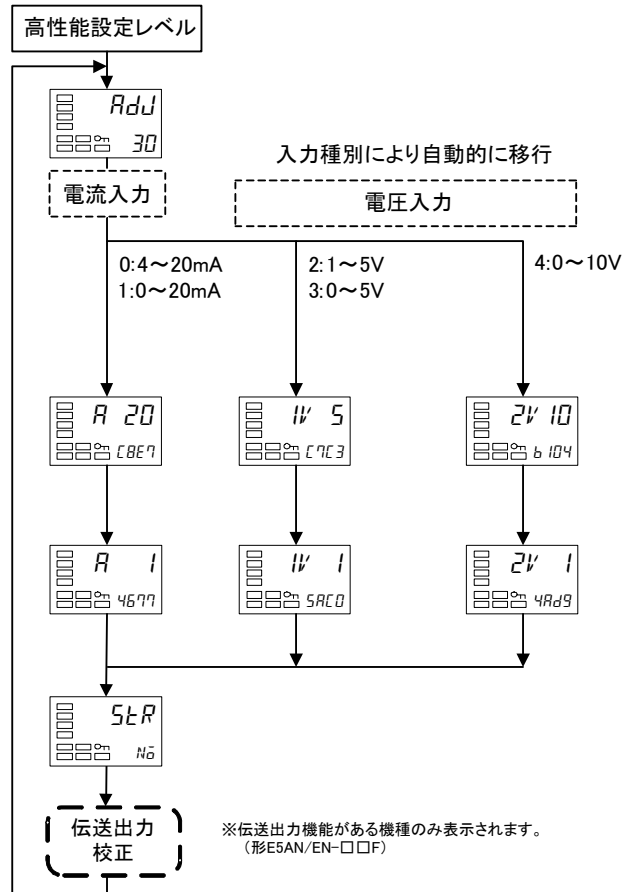 高性能設定レベル
AdJ
30
入力種別により自動的に移行
電流入力
電圧入力
0:4～20mA
1:0～20mA
2:1～5V
3:0～5V
4:0～10V
A 20
C8E7
1V 5
C7C3
2V 10
b104
A 1
4677
1V 1
5AC0
2V 1
4Ad9
StR
No
伝送出力
校正
※伝送出力機能がある機種のみ表示されます。
（形E5AN/EN-□□F）